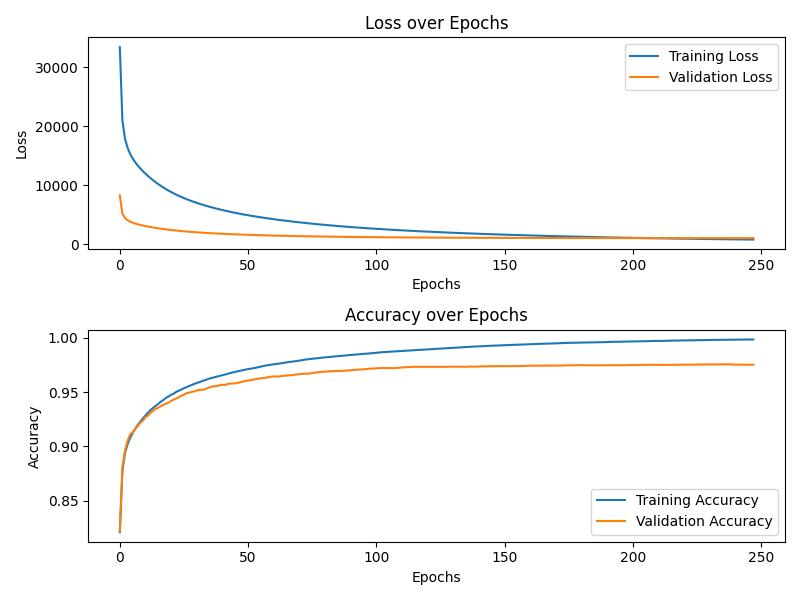 Loss over Epochs
Loss
30000
20000
10000
0
Training Loss
Validation Loss
0 50 100 150 200 250
Epochs
Accuracy over Epochs
Accuracy
1.00
0.95
0.90
0.85
Training Accuracy
Validation Accuracy
0 50 100 150 200 250
Epochs